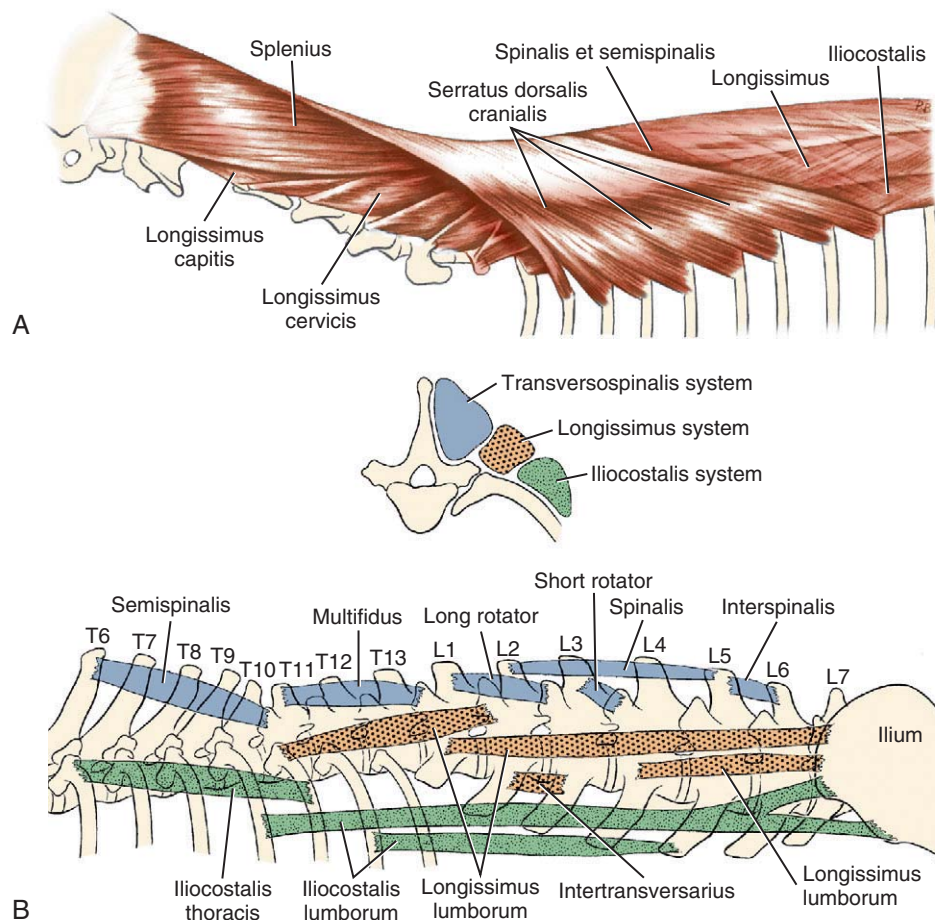 Splenius
Spinalis et semispinalis
Iliocostalis
Longissimus
Serratus dorsalis
cranialis
Longissimus
capitis
Longissimus
cervicis
A
Transversospinalis system
Longissimus system
Iliocostalis system
Semispinalis
Multifidus
Long rotator
Short rotator
Spinalis
Interspinalis
T6
T7
T8
T9
T10
T11
T12
T13
L1
L2
L3
L4
L5
L6
L7
Ilium
Iliocostalis
thoracis
Iliocostalis
lumborum
Longissimus
lumborum
Intertransversarius
Longissimus
lumborum
B